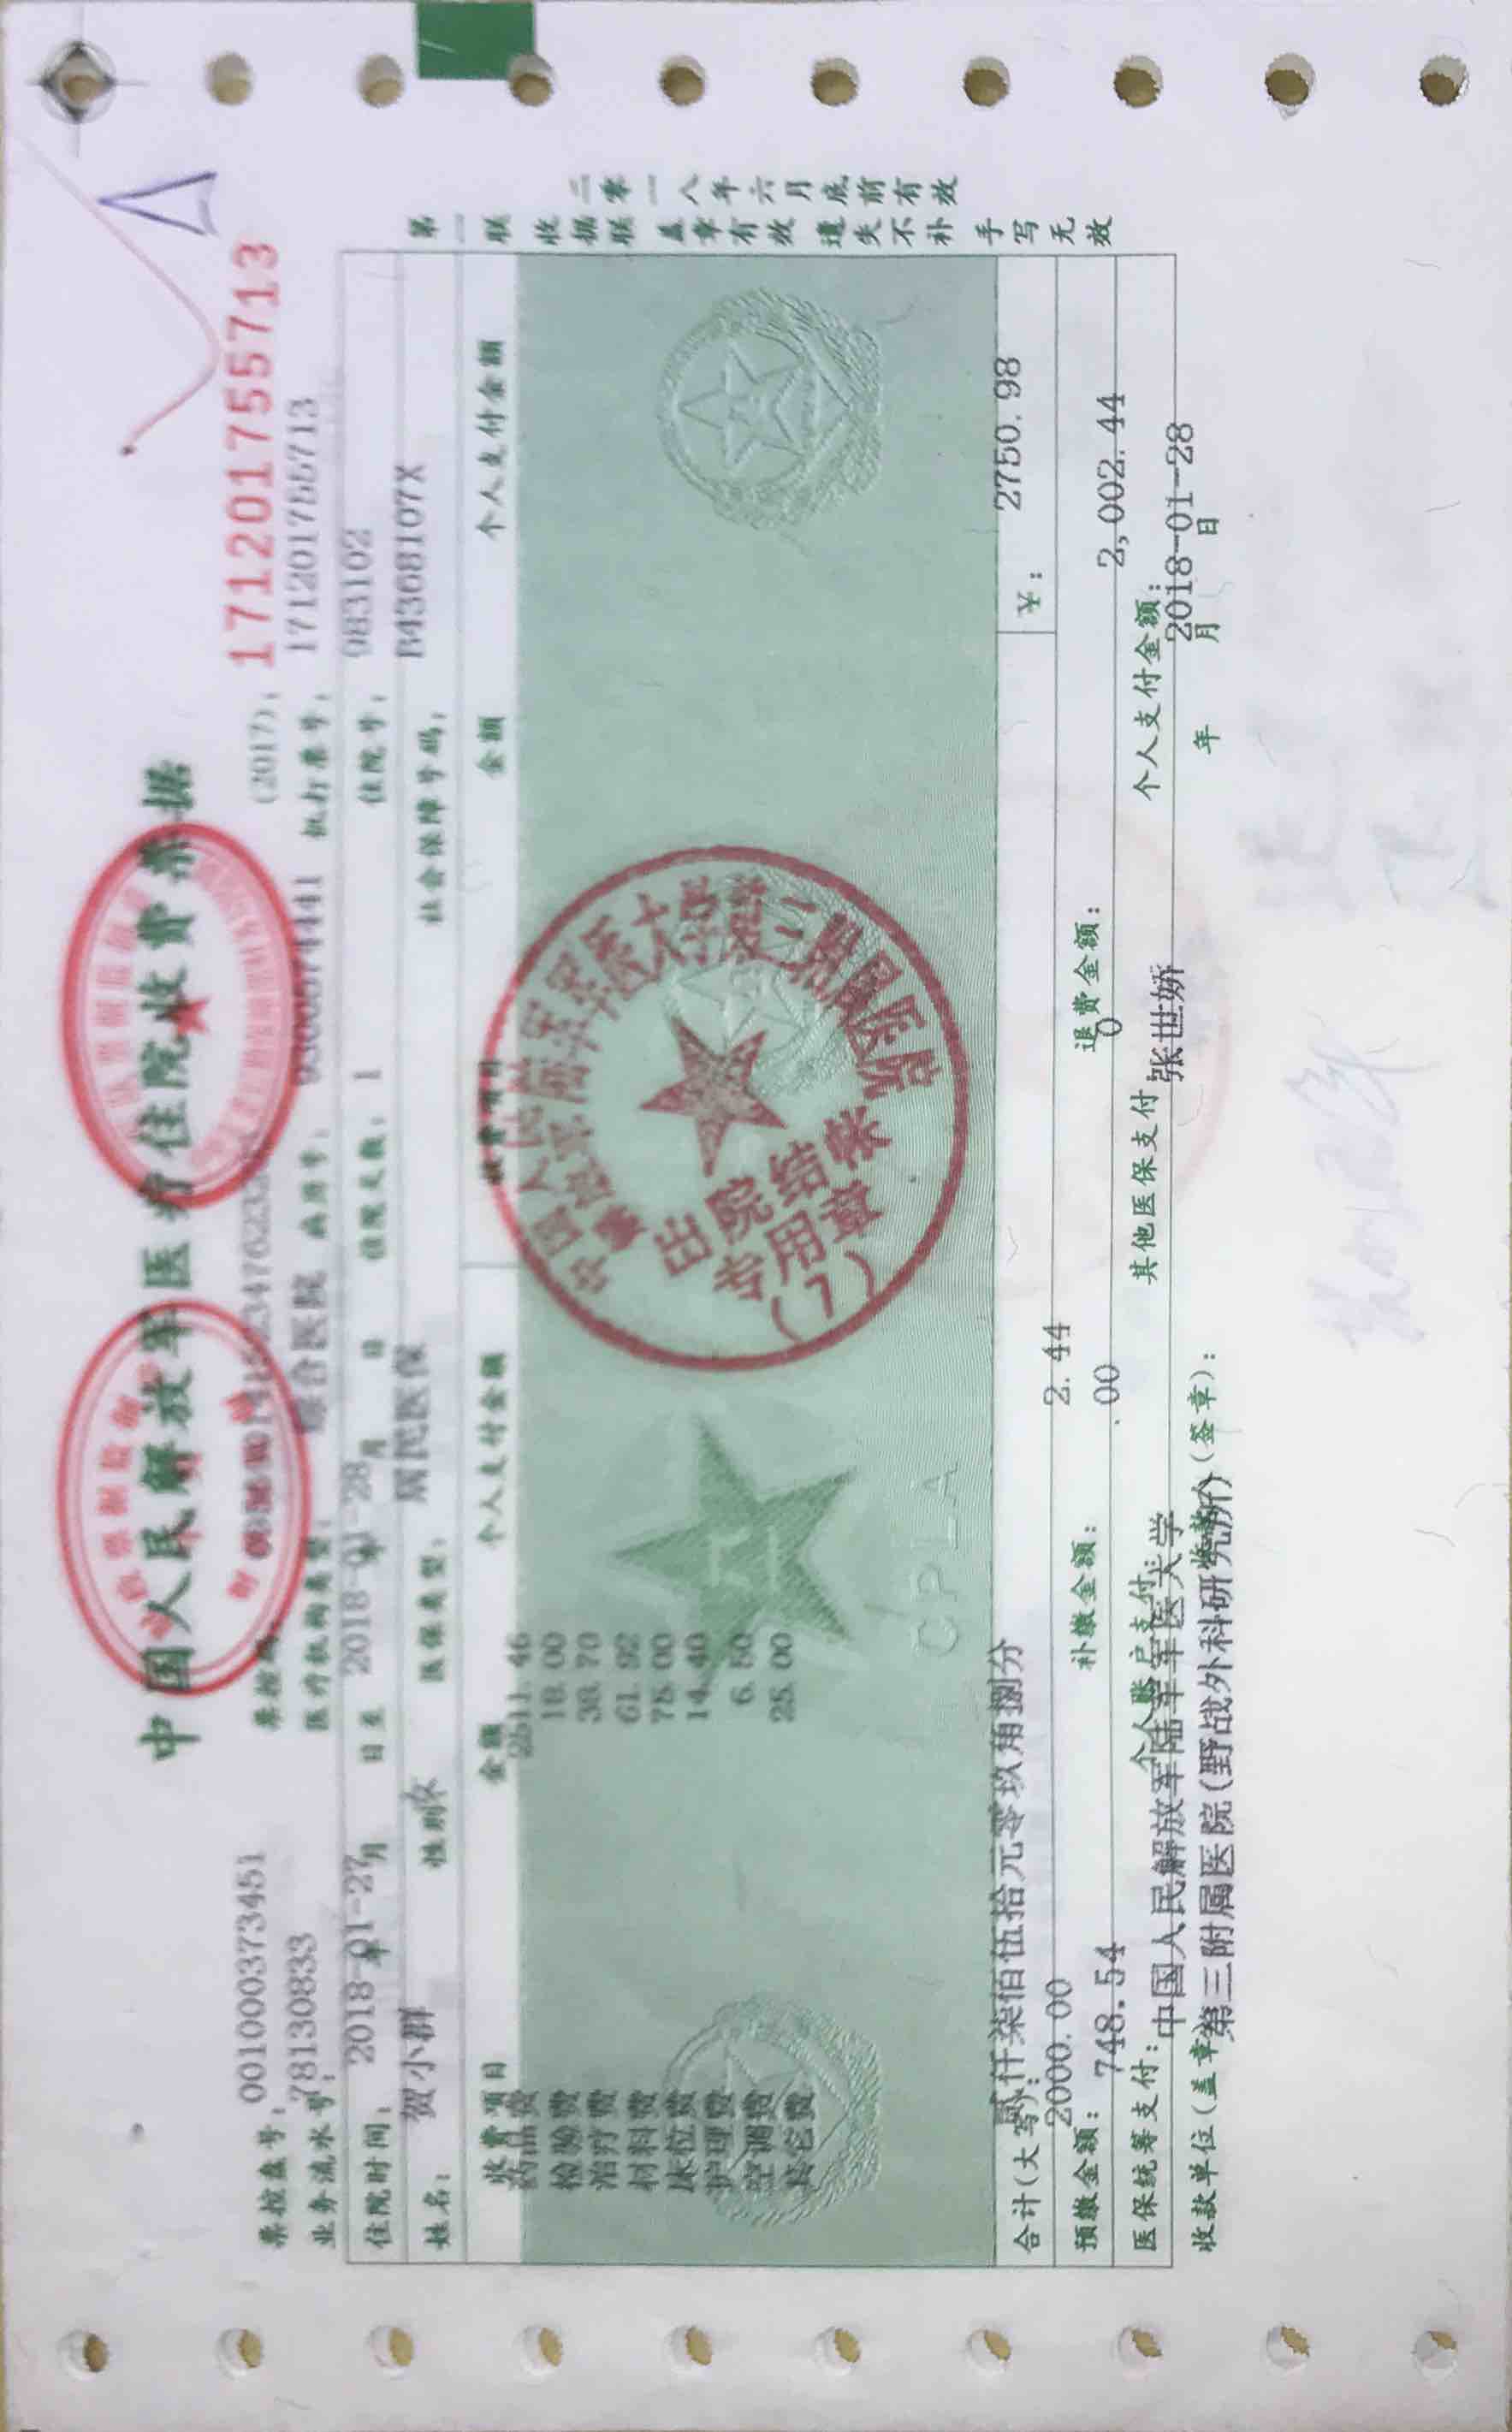 中国人民解放军医疗住院收费票据
票控盘号: 001000373451 票控码: (2017): 171201755713
业务流水号: 78130833 医疗机构类型: 综合医院 病历号: 9300574441 机打票号: 171201755713
住院时间: 2018-01-27 年 月 日至 2018-01-28 年 月 日 住院天数: 1 住院号: 983102
姓名: 贺小群 性别: 女 医保类型: 居民医保 社会保障号码: B4368107X
收费项目 金额 个人支付金额 收费项目 金额 个人支付金额
药品费 2511.46
检验费 18.00
治疗费 38.70
材料费 61.92
床位费 75.00
护理费 14.40
空调费 6.50
其它费 25.00
CPLA
中国人民解放军陆军军医大学第三附属医院
出院结帐
专用章
(7)
合计(大写): 贰仟柒佰伍拾元零玖角捌分 ¥: 2750.98
预缴金额: 2000.00 补缴金额: 2.44 退费金额:
医保统筹支付: 748.54 个人账户支付: .00 其他医保支付: 0 个人支付金额: 2,002.44
收款单位(盖章): 中国人民解放军陆军军医大学
第三附属医院(野战外科研究所) 收款人(签章): 张世娇 2018-01-28 年 月 日
第一联 收据联 盖章有效 遗失不补 手写无效
二零一八年六月底前有效